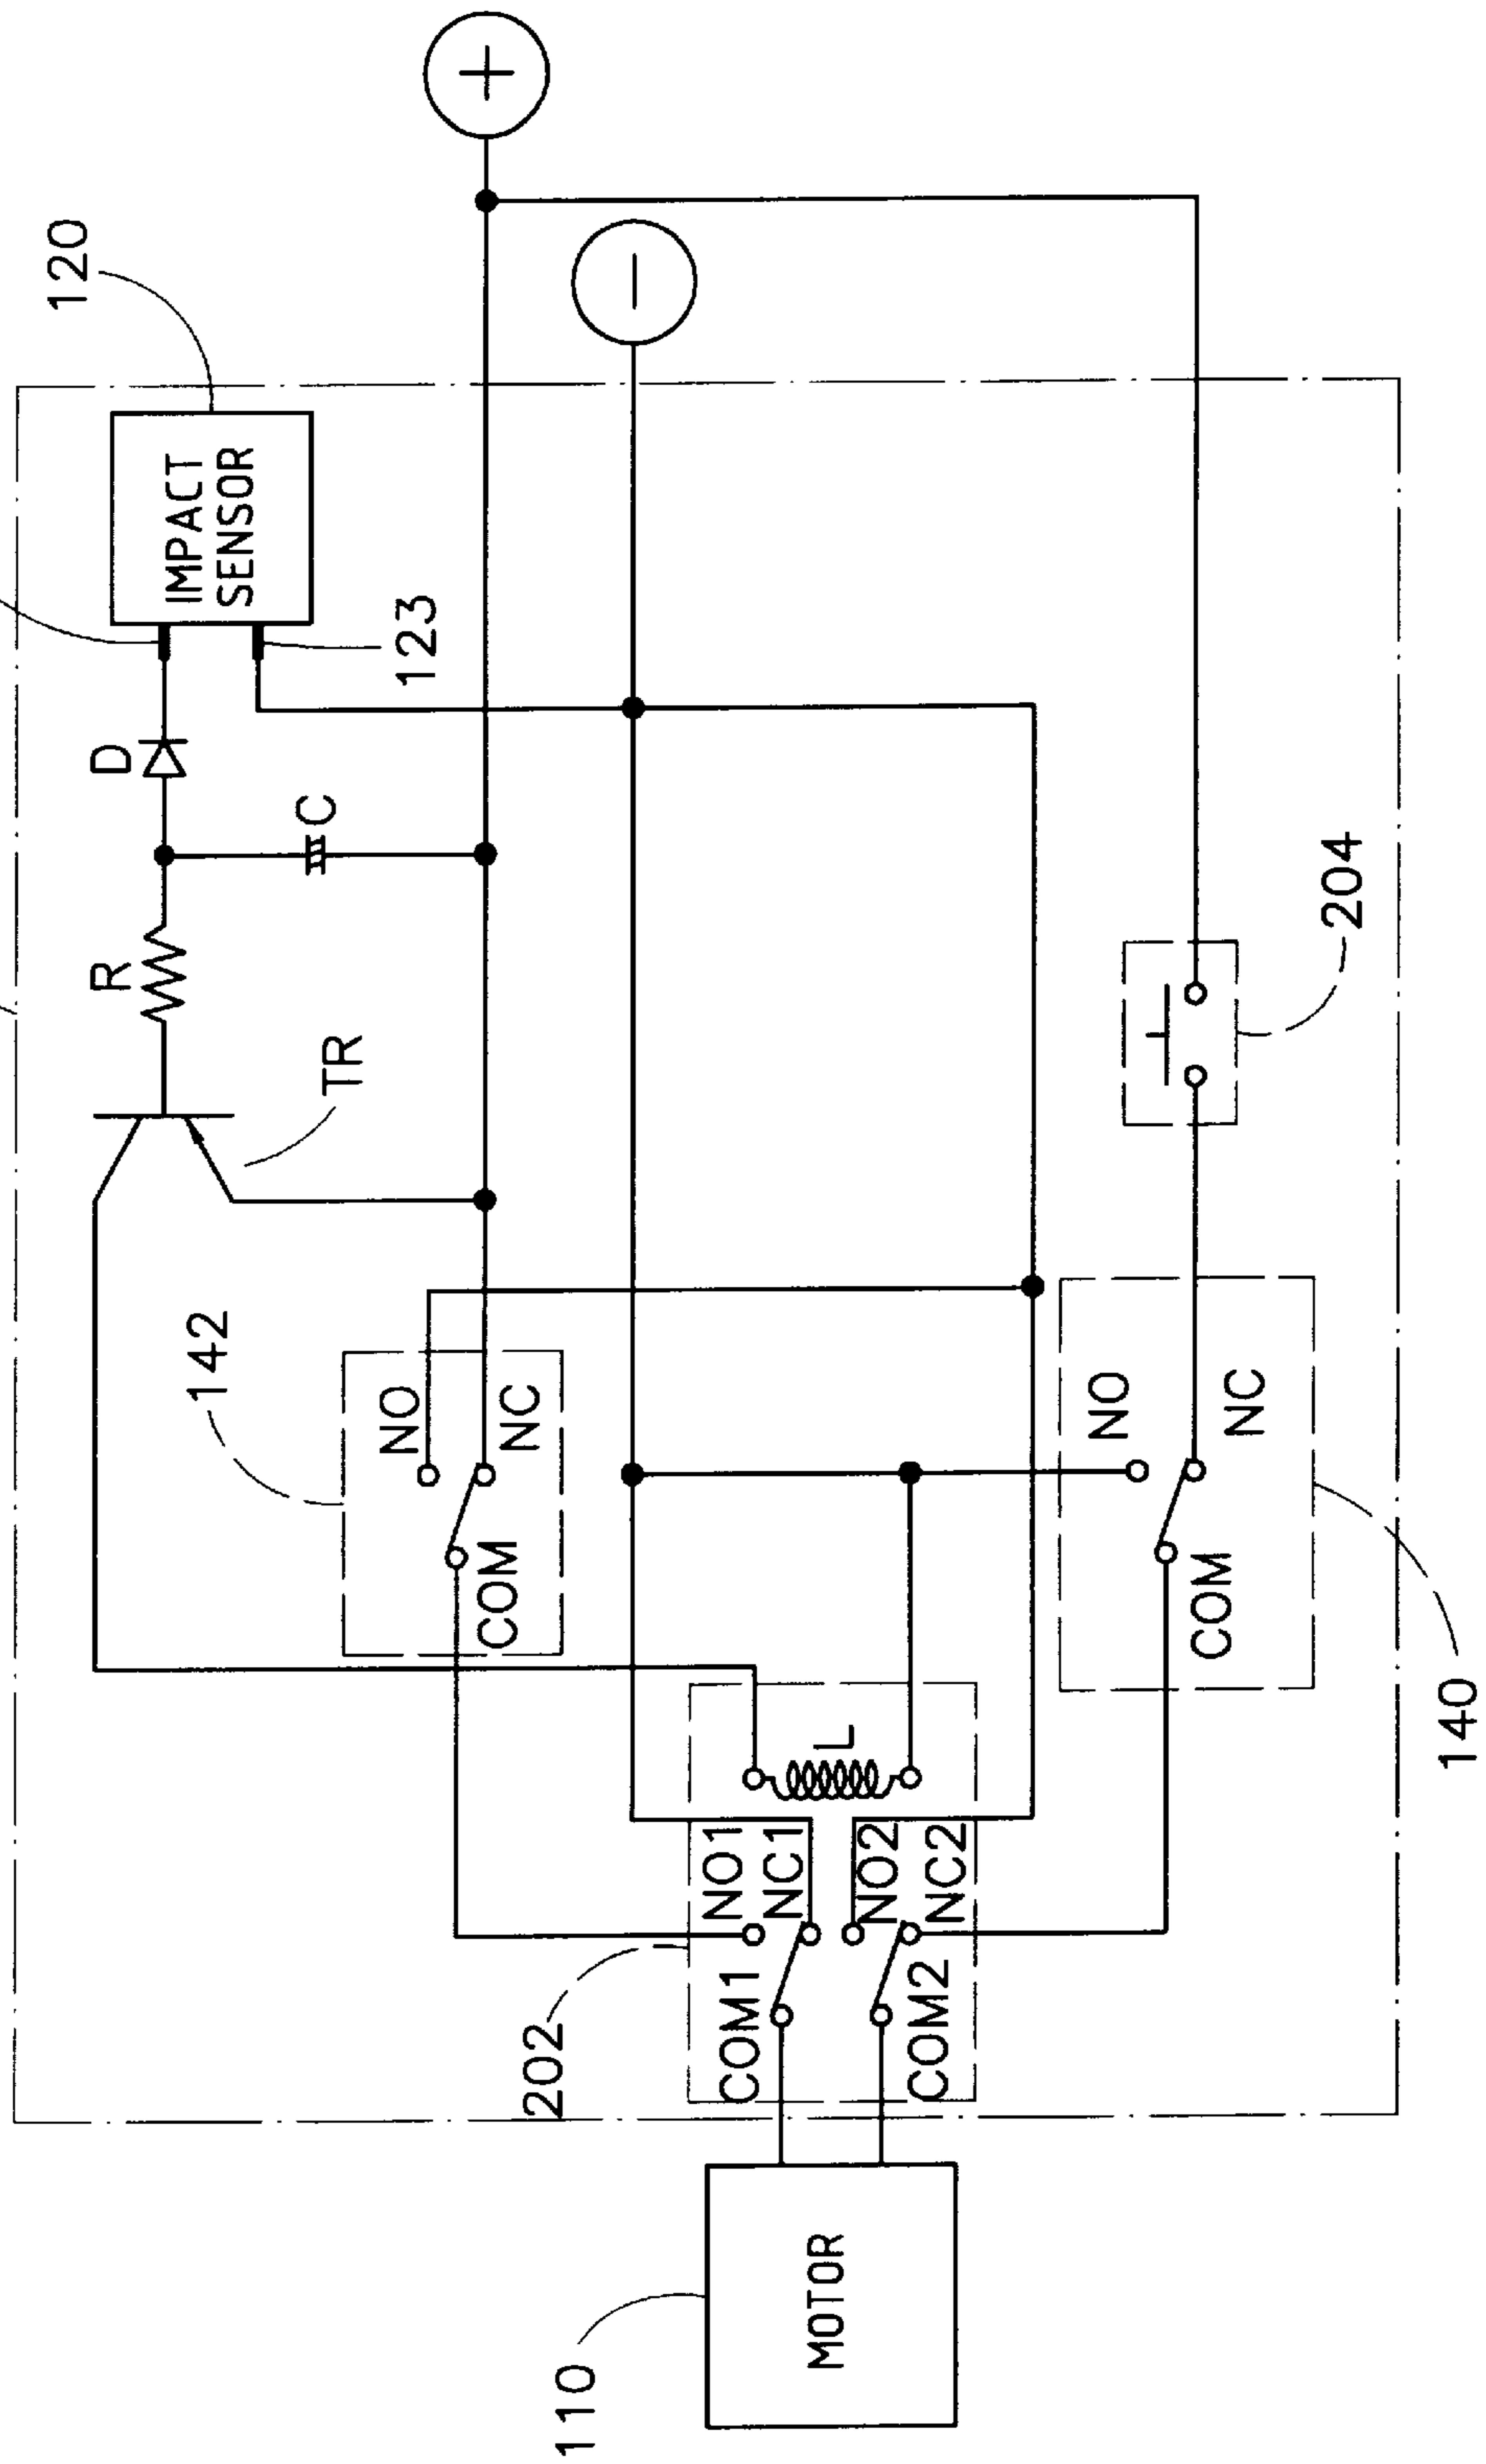 120
IMPACT
SENSOR
123
D
C
R
TR
+
−
142
NO
NC
COM
204
NO
NC
COM
140
202
L
NO1
NC1
NO2
NC2
COM1
COM2
110
MOTOR